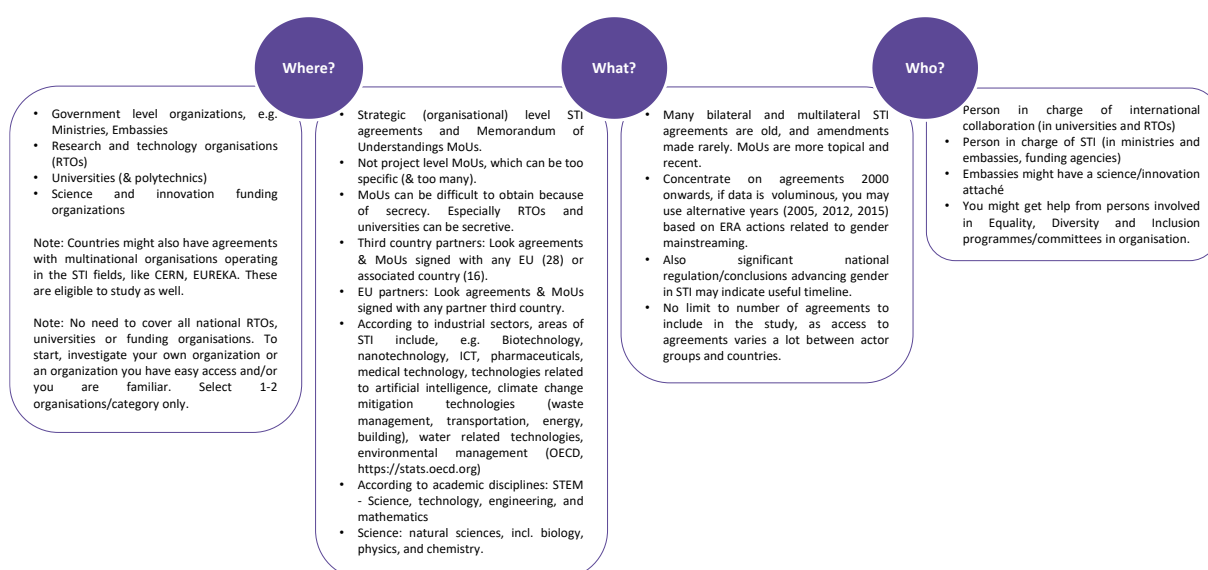 Where?
What?
Who?
• Government level organizations, e.g.
Ministries, Embassies
• Research and technology organisations
(RTOs)
• Universities (& polytechnics)
• Science and innovation funding
organizations
Note: Countries might also have agreements
with multinational organisations operating
in the STI fields, like CERN, EUREKA. These
are eligible to study as well.
Note: No need to cover all national RTOs,
universities or funding organisations. To
start, investigate your own organization or
an organization you have easy access and/or
you are familiar. Select 1-2
organisations/category only.
• Strategic (organisational) level STI
agreements and Memorandum of
Understandings MoUs.
• Not project level MoUs, which can be too
specific (& too many).
• MoUs can be difficult to obtain because
of secrecy. Especially RTOs and
universities can be secretive.
• Third country partners: Look agreements
& MoUs signed with any EU (28) or
associated country (16).
• EU partners: Look agreements & MoUs
signed with any partner third country.
• According to industrial sectors, areas of
STI include, e.g. Biotechnology,
nanotechnology, ICT, pharmaceuticals,
medical technology, technologies related
to artificial intelligence, climate change
mitigation technologies (waste
management, transportation, energy,
building), water related technologies,
environmental management (OECD,
https://stats.oecd.org)
• According to academic disciplines: STEM
- Science, technology, engineering, and
mathematics
• Science: natural sciences, incl. biology,
physics, and chemistry.
• Many bilateral and multilateral STI
agreements are old, and amendments
made rarely. MoUs are more topical and
recent.
• Concentrate on agreements 2000
onwards, if data is voluminous, you may
use alternative years (2005, 2012, 2015)
based on ERA actions related to gender
mainstreaming.
• Also significant national
regulation/conclusions advancing gender
in STI may indicate useful timeline.
• No limit to number of agreements to
include in the study, as access to
agreements varies a lot between actor
groups and countries.
Person in charge of international
collaboration (in universities and RTOs)
• Person in charge of STI (in ministries and
embassies, funding agencies)
• Embassies might have a science/innovation
attaché
• You might get help from persons involved
in Equality, Diversity and Inclusion
programmes/committees in organisation.